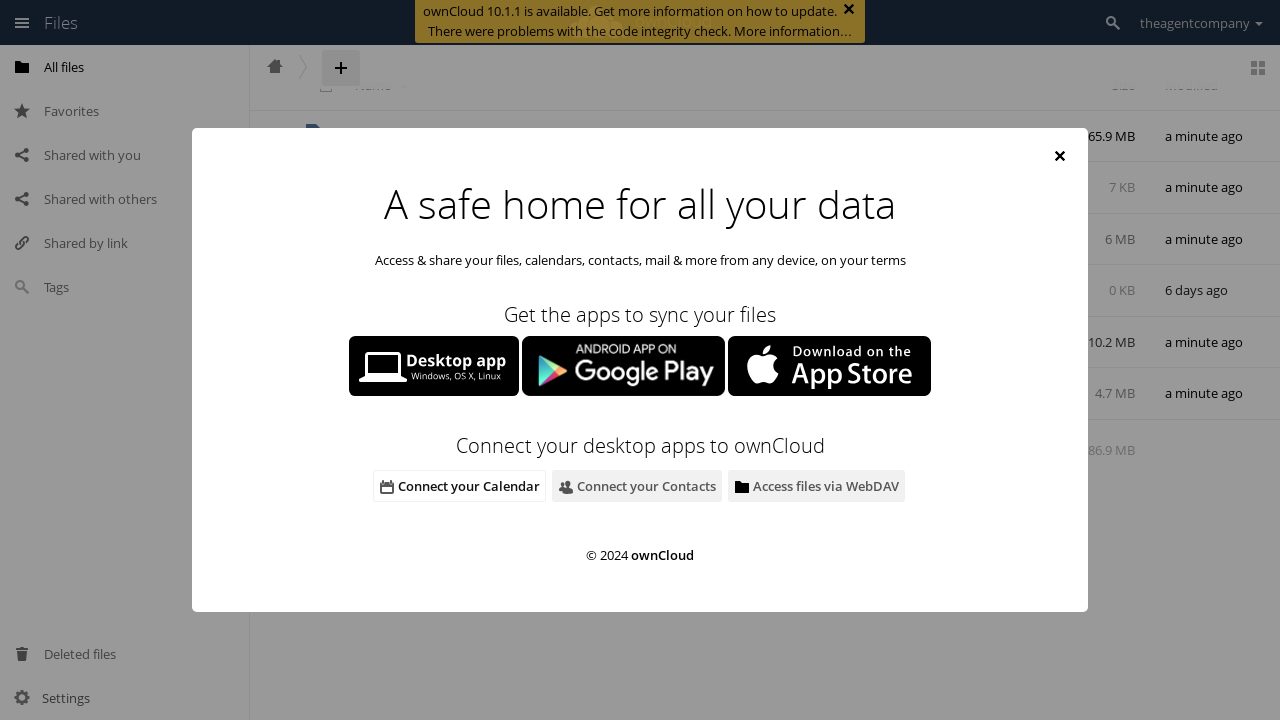 Files
ownCloud 10.1.1 is available. Get more information on how to update.
There were problems with the code integrity check. More information…
theagentcompany
All files
Favorites
Shared with you
Shared with others
Shared by link
Tags
Deleted files
Settings
65.9 MB a minute ago
7 KB a minute ago
6 MB a minute ago
0 KB 6 days ago
10.2 MB a minute ago
4.7 MB a minute ago
86.9 MB
A safe home for all your data
Access & share your files, calendars, contacts, mail & more from any device, on your terms
Get the apps to sync your files
Desktop app
Windows, OS X, Linux
ANDROID APP ON
Google Play
Download on the
App Store
Connect your desktop apps to ownCloud
Connect your Calendar
Connect your Contacts
Access files via WebDAV
© 2024 ownCloud